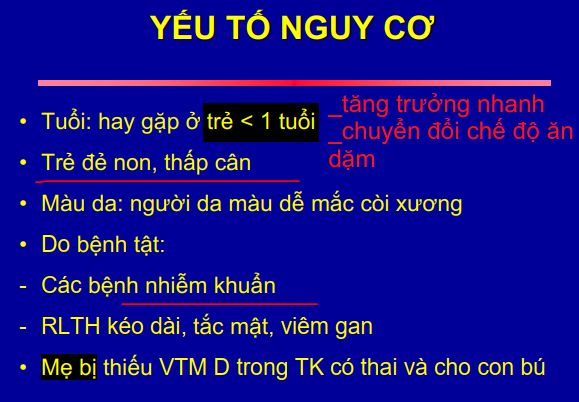 YẾU TỐ NGUY CƠ
• Tuổi: hay gặp ở trẻ < 1 tuổi
_tăng trưởng nhanh
_chuyển đổi chế độ ăn
dặm
• Trẻ đẻ non, thấp cân
• Màu da: người da màu dễ mắc còi xương
• Do bệnh tật:
- Các bệnh nhiễm khuẩn
- RLTH kéo dài, tắc mật, viêm gan
• Mẹ bị thiếu VTM D trong TK có thai và cho con bú